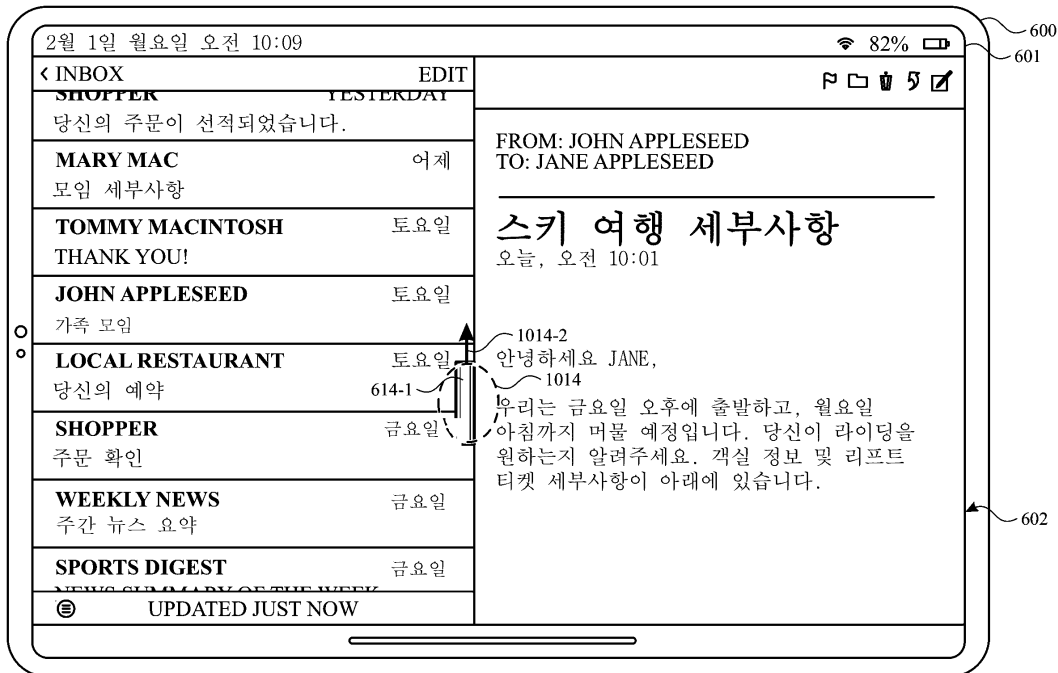 2월 1일 월요일 오전 10:09
82%
600
601
< INBOX
EDIT
SHOPPER YESTERDAY
당신의 주문이 선적되었습니다.
MARY MAC 어제
모임 세부사항
TOMMY MACINTOSH 토요일
THANK YOU!
JOHN APPLESEED 토요일
가족 모임
LOCAL RESTAURANT 토요일
당신의 예약
614-1
SHOPPER 금요일
주문 확인
WEEKLY NEWS 금요일
주간 뉴스 요약
SPORTS DIGEST 금요일
NEWS SUMMARY OF THE WEEK
UPDATED JUST NOW
FROM: JOHN APPLESEED
TO: JANE APPLESEED
스키 여행 세부사항
오늘, 오전 10:01
1014-2
안녕하세요 JANE,
1014
우리는 금요일 오후에 출발하고, 월요일
아침까지 머물 예정입니다. 당신이 라이딩을
원하는지 알려주세요. 객실 정보 및 리프트
티켓 세부사항이 아래에 있습니다.
602